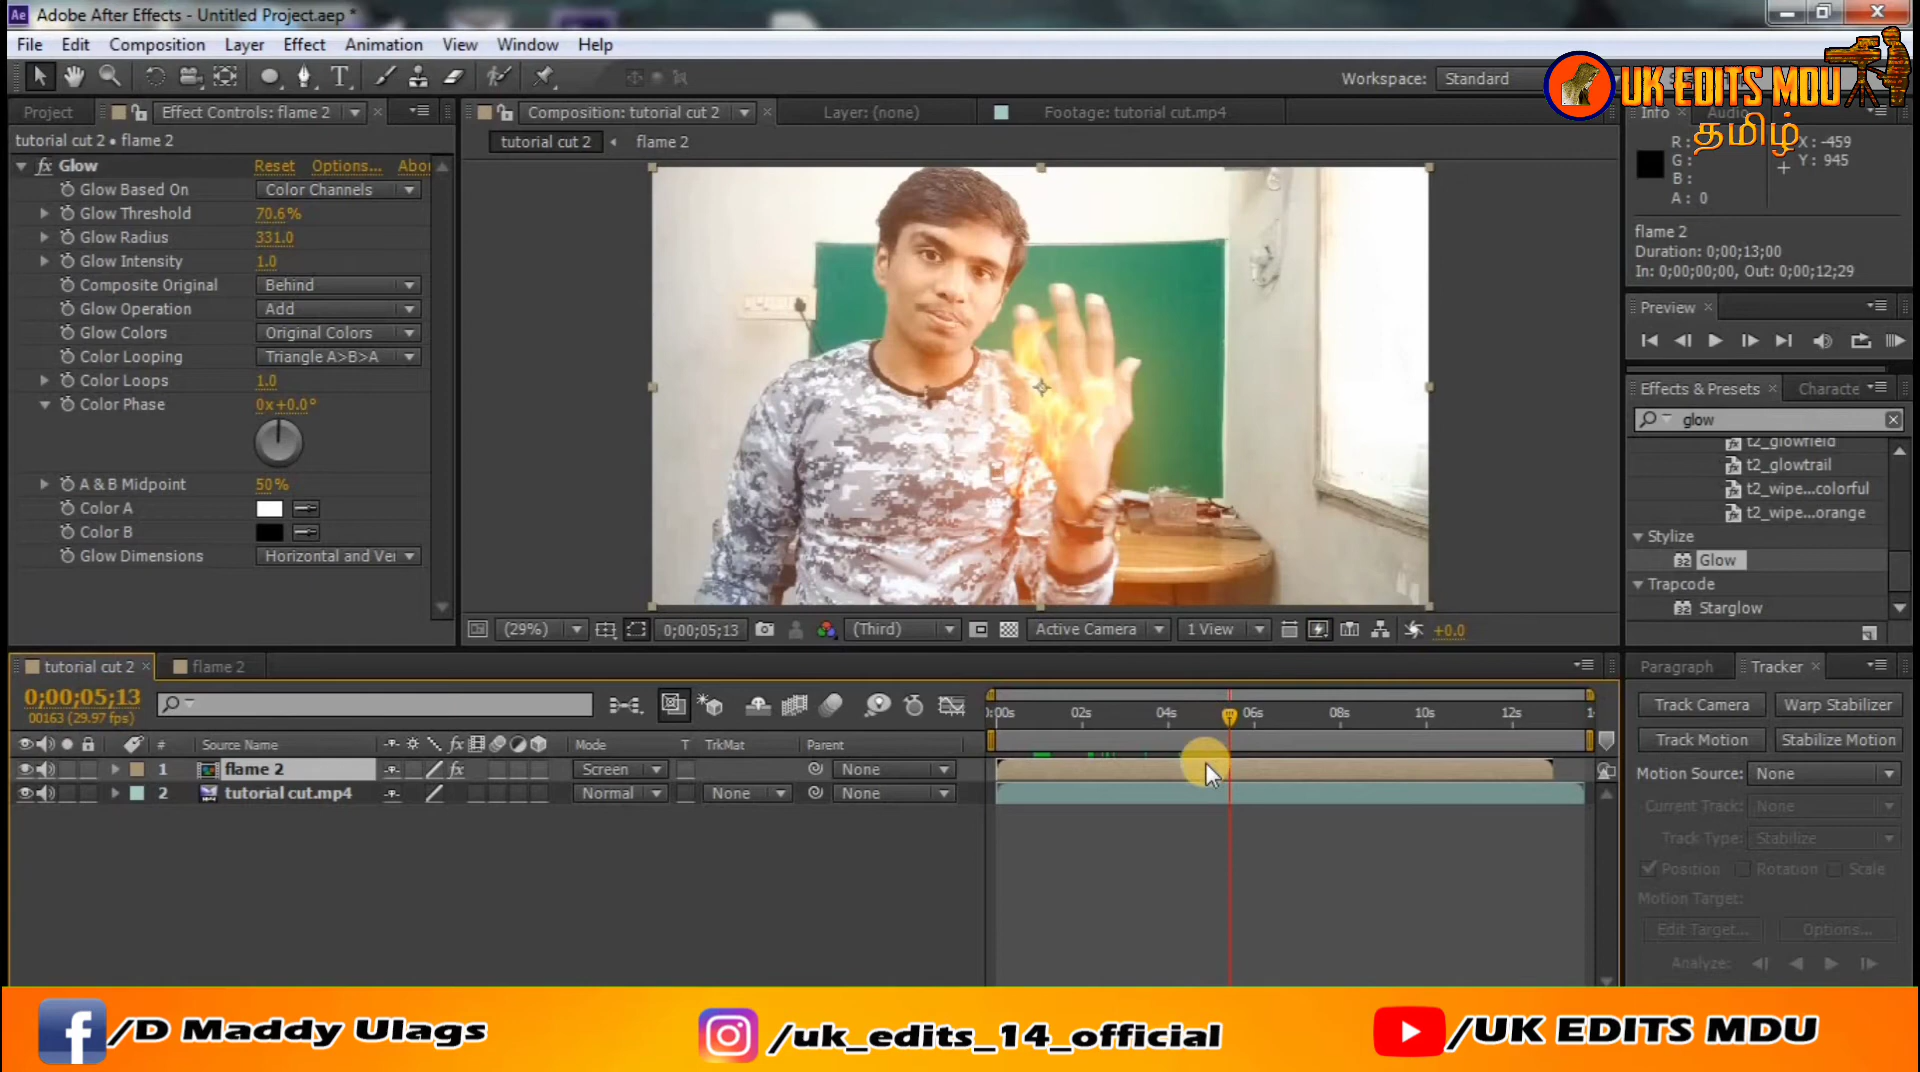 Adobe After Effects - Untitled Project.aep *
File Edit Composition Layer Effect Animation View Window Help
Workspace: Standard
UK EDITS MDU
தமிழ்
Project Effect Controls: flame 2
Composition: tutorial cut 2 Layer: (none) Footage: tutorial cut.mp4
Info Audio
tutorial cut 2 • flame 2
tutorial cut 2 flame 2
R :
G :
B :
A : 0
X : -459
Y : 945
fx Glow Reset Options... Abou
Glow Based On Color Channels
Glow Threshold 70.6%
Glow Radius 331.0
Glow Intensity 1.0
Composite Original Behind
Glow Operation Add
Glow Colors Original Colors
Color Looping Triangle A>B>A
Color Loops 1.0
Color Phase 0x+0.0°
A & B Midpoint 50%
Color A
Color B
Glow Dimensions Horizontal and Ver
flame 2
Duration: 0;00;13;00
In: 0;00;00;00, Out: 0;00;12;29
Preview
Effects & Presets Characte
glow
t2_glowfield
t2_glowtrail
t2_wipe...colorful
t2_wipe...orange
Stylize
Glow
Trapcode
Starglow
(29%) 0;00;05;13 (Third) Active Camera 1 View +0.0
tutorial cut 2 flame 2
0;00;05;13
00163 (29.97 fps)
:00s 02s 04s 06s 08s 10s 12s 1
# Source Name fx Mode T TrkMat Parent
1 flame 2 fx Screen None
2 tutorial cut.mp4 Normal None None
Paragraph Tracker
Track Camera Warp Stabilizer
Track Motion Stabilize Motion
Motion Source: None
Current Track: None
Track Type: Stabilize
Position Rotation Scale
Motion Target:
Edit Target... Options...
Analyze:
/D Maddy Ulags
/uk_edits_14_official
/UK EDITS MDU